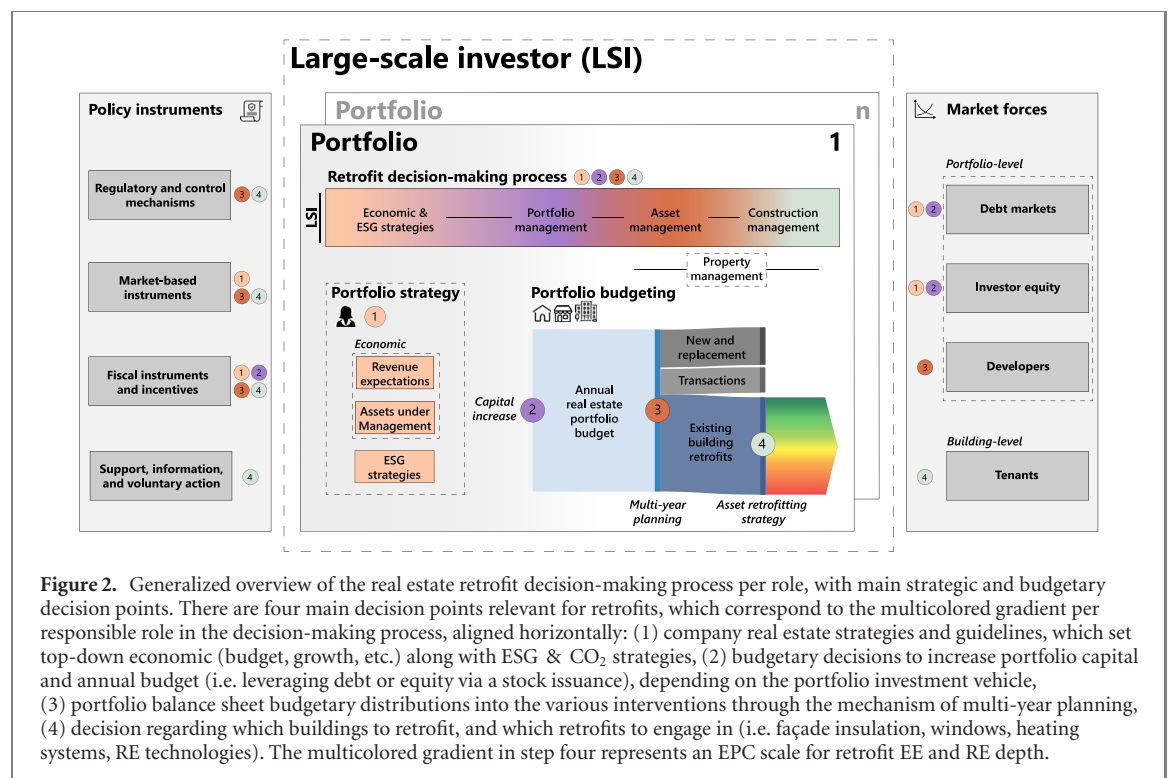 Large-scale investor (LSI)
Policy instruments
Regulatory and control
mechanisms
3 4
Market-based
instruments
1
3 4
Fiscal instruments
and incentives
1 2
3 4
Support, information,
and voluntary action
4
Portfolio n
Portfolio 1
Retrofit decision-making process 1 2 3 4
LSI
Economic &
ESG strategies
Portfolio
management
Asset
management
Construction
management
Property
management
Portfolio strategy
1
Economic
Revenue
expectations
Assets under
Management
ESG
strategies
Portfolio budgeting
Capital
increase
2
Annual
real estate
portfolio
budget
3
New and
replacement
Transactions
Existing
building
retrofits
4
Multi-year
planning
Asset retrofitting
strategy
Market forces
Portfolio-level
1 2
Debt markets
1 2
Investor equity
3
Developers
Building-level
4
Tenants
Figure 2. Generalized overview of the real estate retrofit decision-making process per role, with main strategic and budgetary
decision points. There are four main decision points relevant for retrofits, which correspond to the multicolored gradient per
responsible role in the decision-making process, aligned horizontally: (1) company real estate strategies and guidelines, which set
top-down economic (budget, growth, etc.) along with ESG & CO₂ strategies, (2) budgetary decisions to increase portfolio capital
and annual budget (i.e. leveraging debt or equity via a stock issuance), depending on the portfolio investment vehicle,
(3) portfolio balance sheet budgetary distributions into the various interventions through the mechanism of multi-year planning,
(4) decision regarding which buildings to retrofit, and which retrofits to engage in (i.e. façade insulation, windows, heating
systems, RE technologies). The multicolored gradient in step four represents an EPC scale for retrofit EE and RE depth.